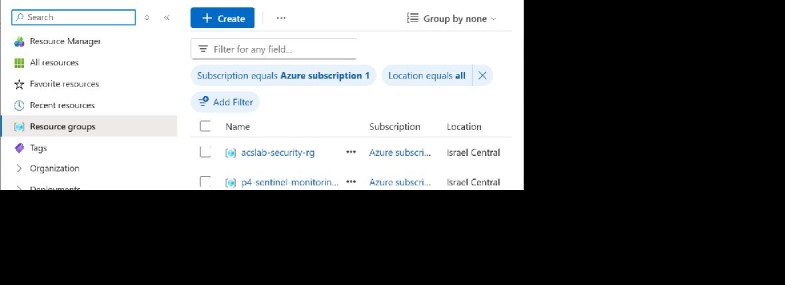 Search
+ Create
Group by none
Resource Manager
Filter for any field...
All resources
Subscription equals Azure subscription 1
Location equals all
Favorite resources
Recent resources
Add Filter
Resource groups
Name Subscription Location
Tags
acslab-security-rg ••• Azure subscri... Israel Central
Organization
p4-sentinel-monitorin... ••• Azure subscri... Israel Central
Deployments